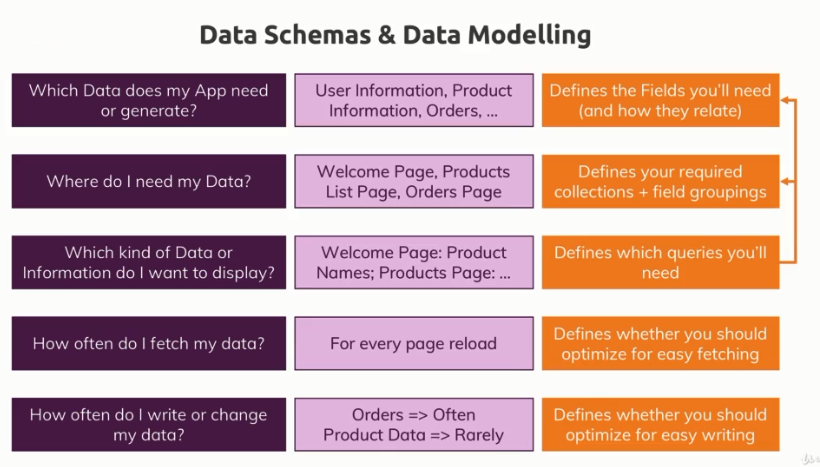 Data Schemas & Data Modelling
Which Data does my App need
or generate?
User Information, Product
Information, Orders, ...
Defines the Fields you'll need
(and how they relate)
Where do I need my Data?
Welcome Page, Products
List Page, Orders Page
Defines your required
collections + field groupings
Which kind of Data or
Information do I want to display?
Welcome Page: Product
Names; Products Page: ...
Defines which queries you'll
need
How often do I fetch my data?
For every page reload
Defines whether you should
optimize for easy fetching
How often do I write or change
my data?
Orders => Often
Product Data => Rarely
Defines whether you should
optimize for easy writing